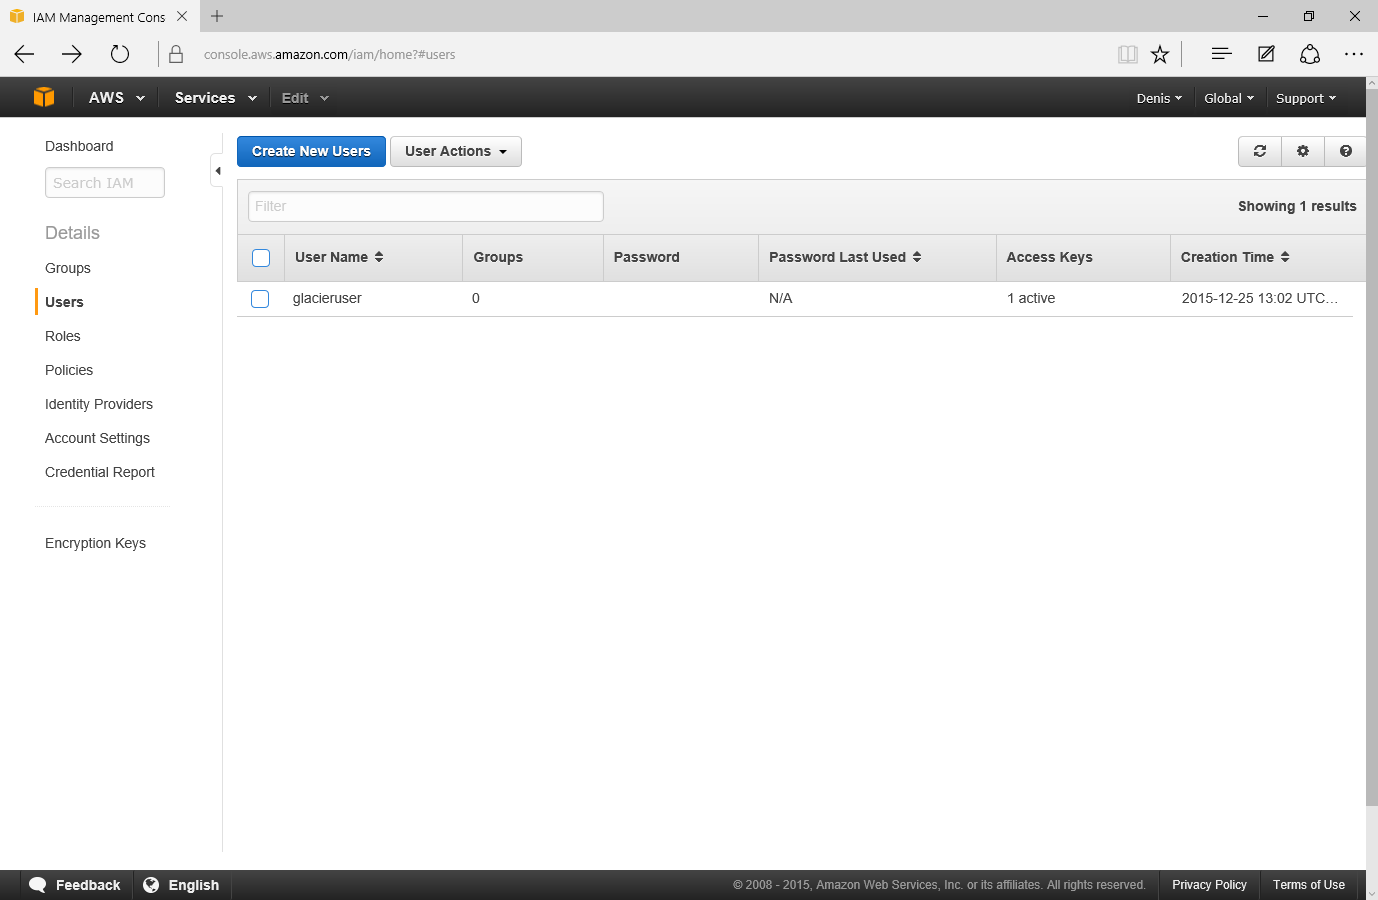 IAM Management Cons
console.aws.amazon.com/iam/home?#users
AWS Services Edit Denis Global Support
Dashboard
Search IAM
Details
Groups
Users
Roles
Policies
Identity Providers
Account Settings
Credential Report
Encryption Keys
Create New Users User Actions
Filter Showing 1 results
User Name Groups Password Password Last Used Access Keys Creation Time
glacieruser 0 N/A 1 active 2015-12-25 13:02 UTC…
Feedback English © 2008 - 2015, Amazon Web Services, Inc. or its affiliates. All rights reserved. Privacy Policy Terms of Use